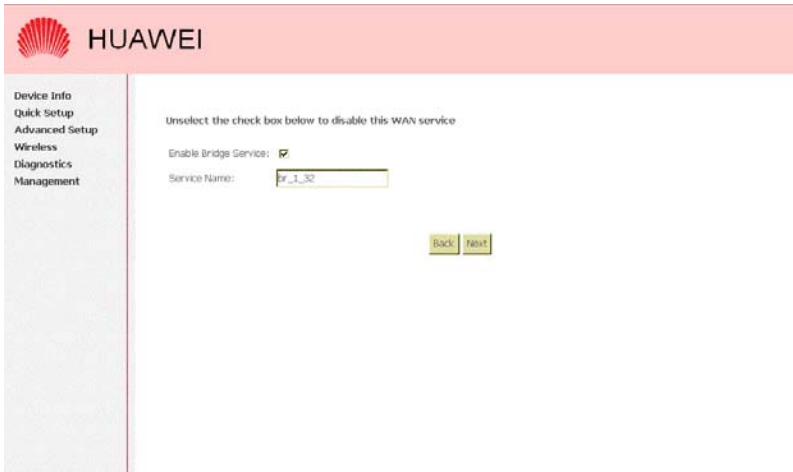 HUAWEI
Device Info
Quick Setup
Advanced Setup
Wireless
Diagnostics
Management
Unselect the check box below to disable this WAN service
Enable Bridge Service:
Service Name: br_1_32
Back Next